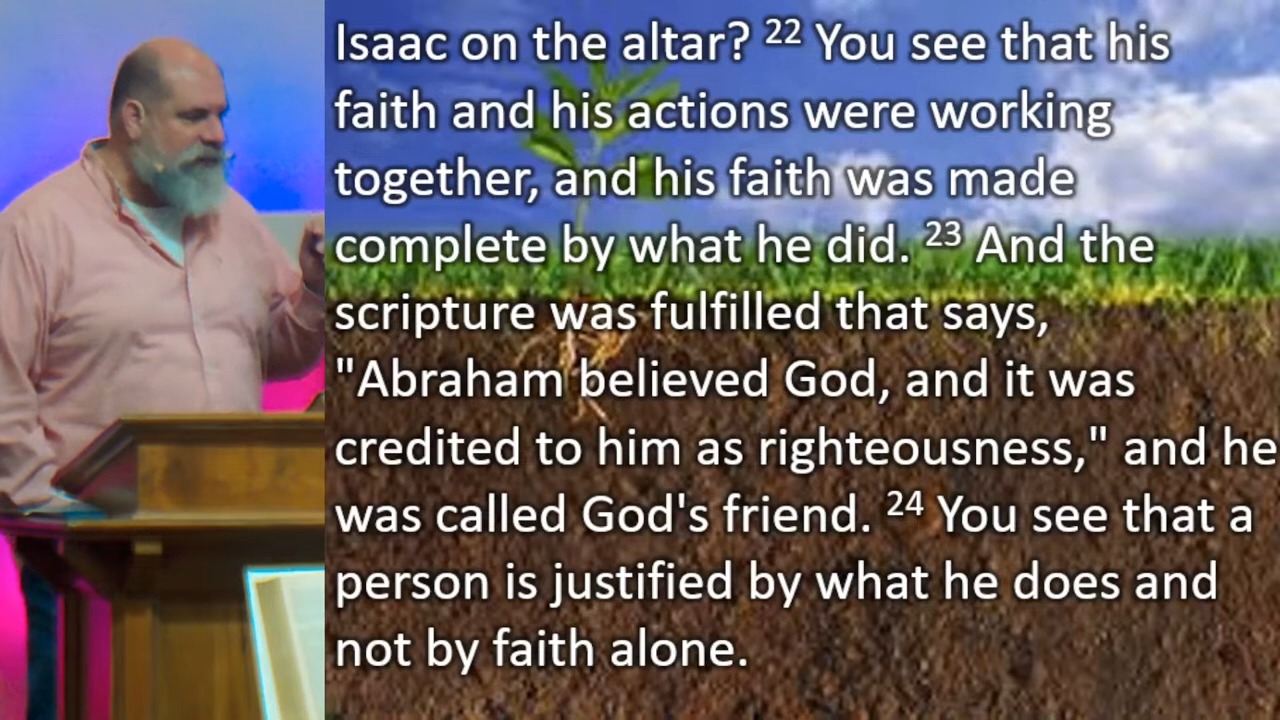 Isaac on the altar? ²² You see that his
faith and his actions were working
together, and his faith was made
complete by what he did. ²³ And the
scripture was fulfilled that says,
"Abraham believed God, and it was
credited to him as righteousness," and he
was called God's friend. ²⁴ You see that a
person is justified by what he does and
not by faith alone.